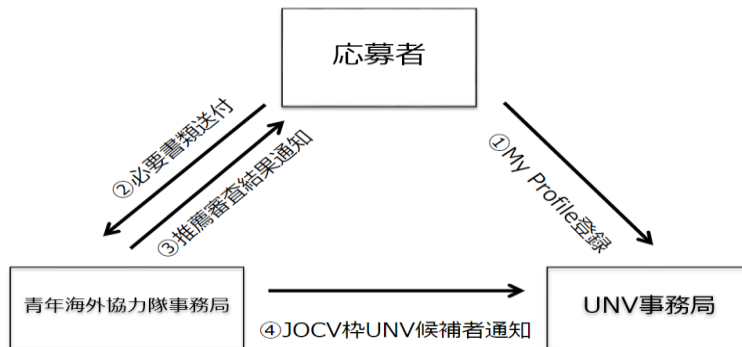 応募者
②必要書類送付
③推薦審査結果通知
①My Profile登録
青年海外協力隊事務局
UNV事務局
④JOCV枠UNV候補者通知